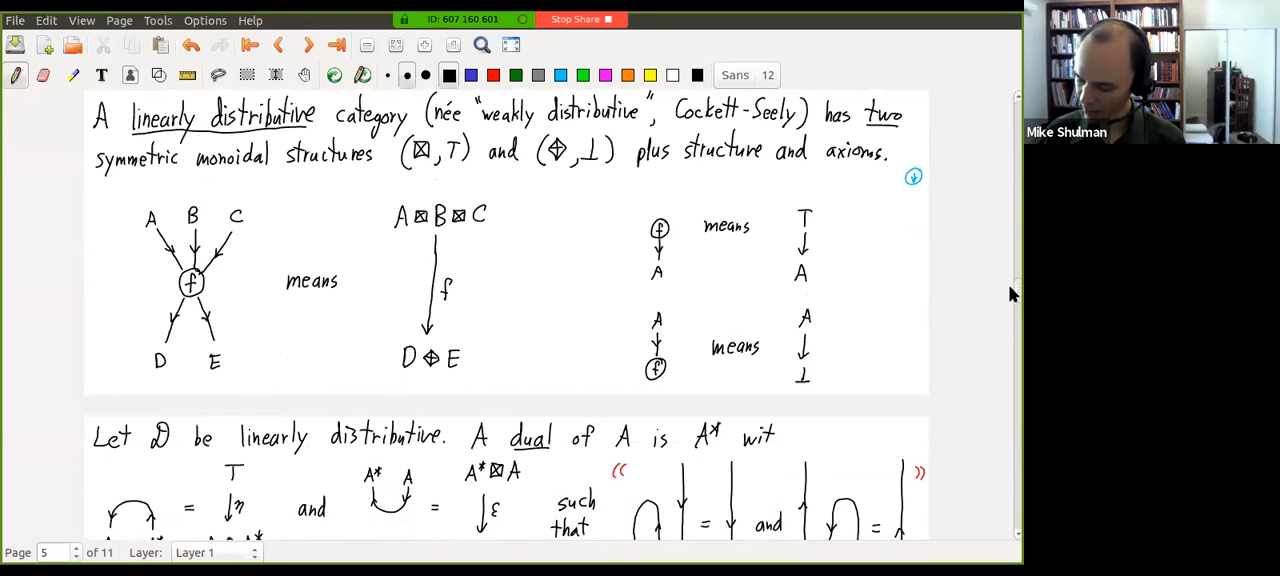 File Edit View Page Tools Options Help
ID: 607 160 601
Stop Share
Sans 12
Mike Shulman
A linearly distributive category (née "weakly distributive", Cockett-Seely) has two
symmetric monoidal structures (⊠, T) and (⟠, ⊥) plus structure and axioms.
A B C
f
D E
means
A ⊠ B ⊠ C
f
D ⟠ E
f
A
means
T
A
A
f
means
A
⊥
Let D be linearly distributive. A dual of A is A* wit
T
η
=
and
A* A
=
A* ⊠ A
ε
such
that
(( = and = ))
Page 5 of 11 Layer: Layer 1